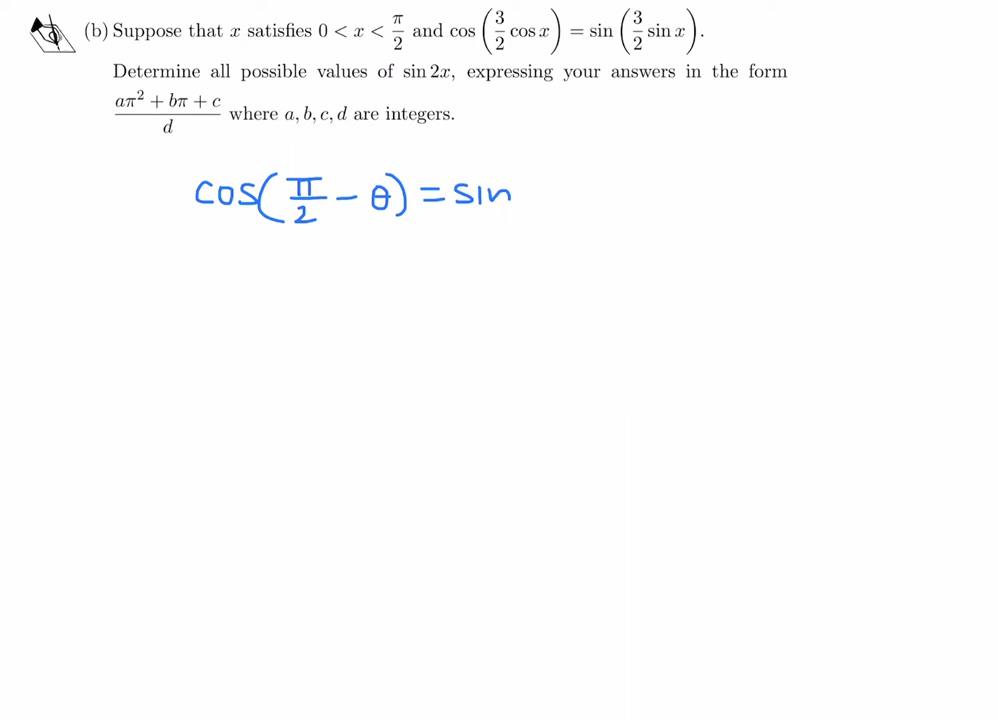 (b) Suppose that x satisfies 0 < x < π/2 and cos(3/2 cos x) = sin(3/2 sin x).
Determine all possible values of sin 2x, expressing your answers in the form
(aπ² + bπ + c)/d where a, b, c, d are integers.
cos(π/2 − θ) = sin